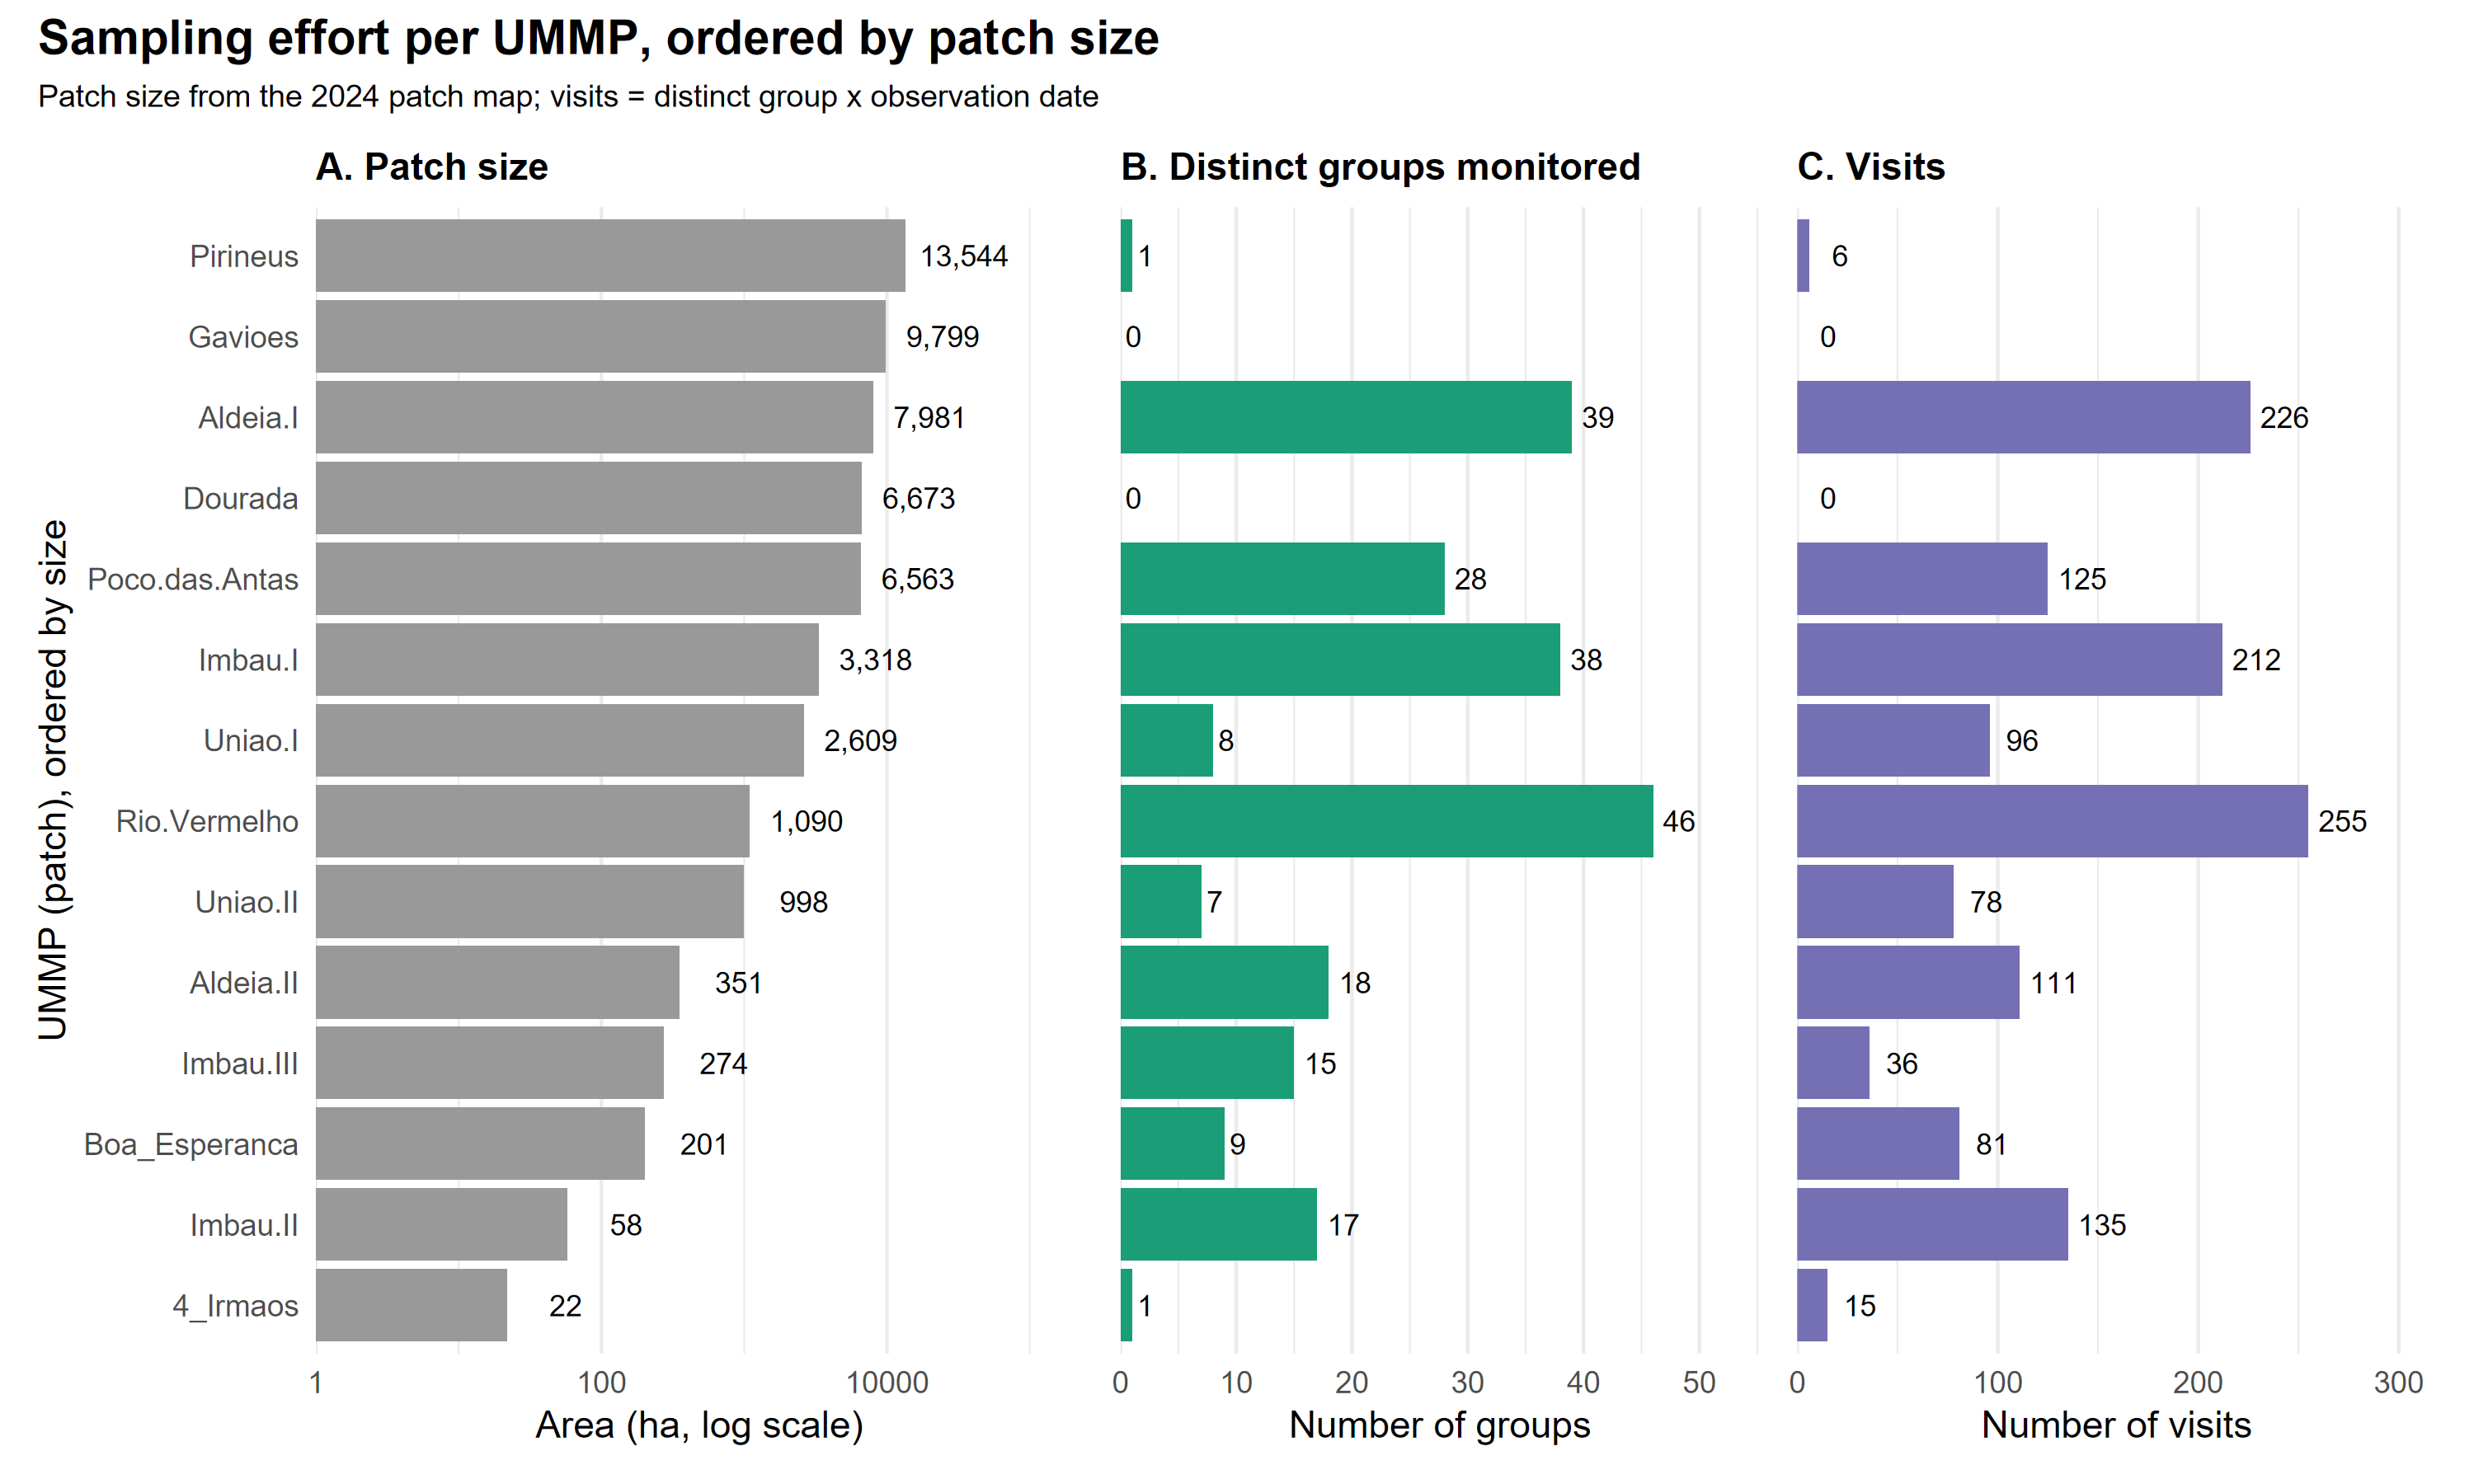 Sampling effort per UMMP, ordered by patch size
Patch size from the 2024 patch map; visits = distinct group x observation date
A. Patch size
B. Distinct groups monitored
C. Visits
UMMP (patch), ordered by size
Pirineus 13,544 1 6
Gavioes 9,799 0 0
Aldeia.I 7,981 39 226
Dourada 6,673 0 0
Poco.das.Antas 6,563 28 125
Imbau.I 3,318 38 212
Uniao.I 2,609 8 96
Rio.Vermelho 1,090 46 255
Uniao.II 998 7 78
Aldeia.II 351 18 111
Imbau.III 274 15 36
Boa_Esperanca 201 9 81
Imbau.II 58 17 135
4_Irmaos 22 1 15
1 100 10000
0 10 20 30 40 50
0 100 200 300
Area (ha, log scale)
Number of groups
Number of visits